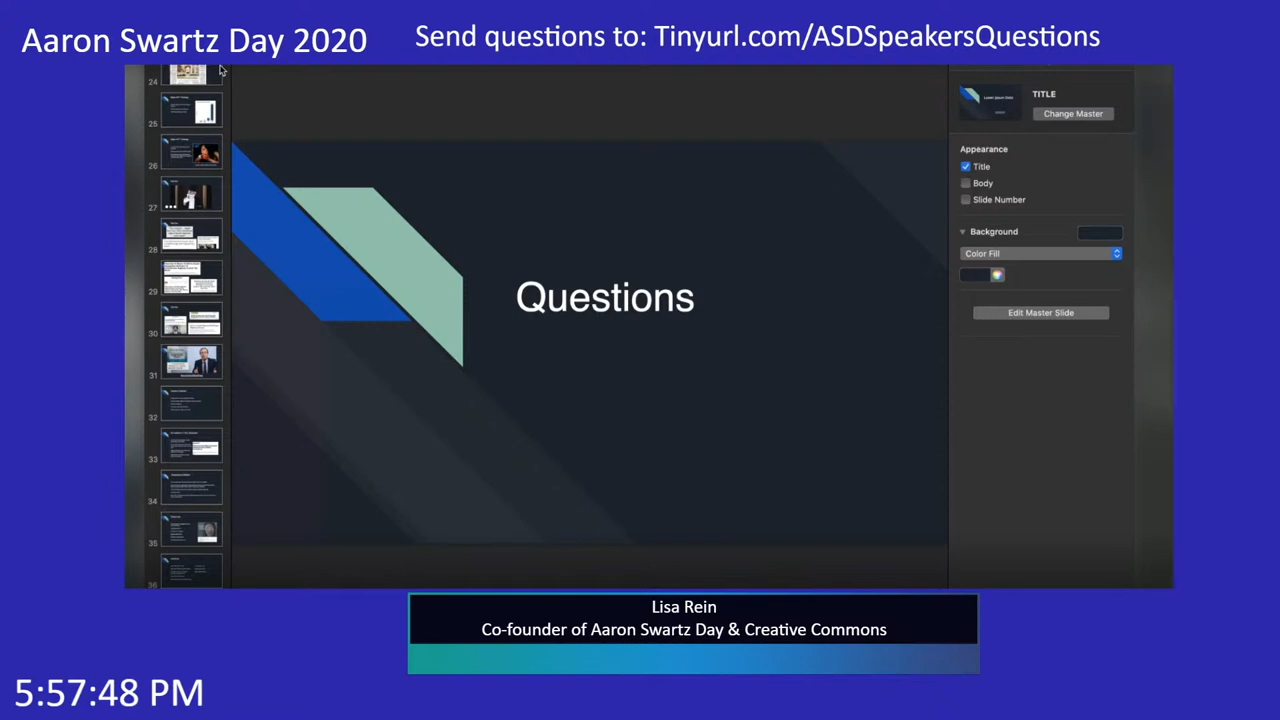 Aaron Swartz Day 2020
Send questions to: Tinyurl.com/ASDSpeakersQuestions
24
25
26
27
28
29
30
31
32
33
34
35
36
Questions
TITLE
Change Master
Appearance
Title
Body
Slide Number
Background
Color Fill
Edit Master Slide
Lisa Rein
Co-founder of Aaron Swartz Day & Creative Commons
5:57:48 PM